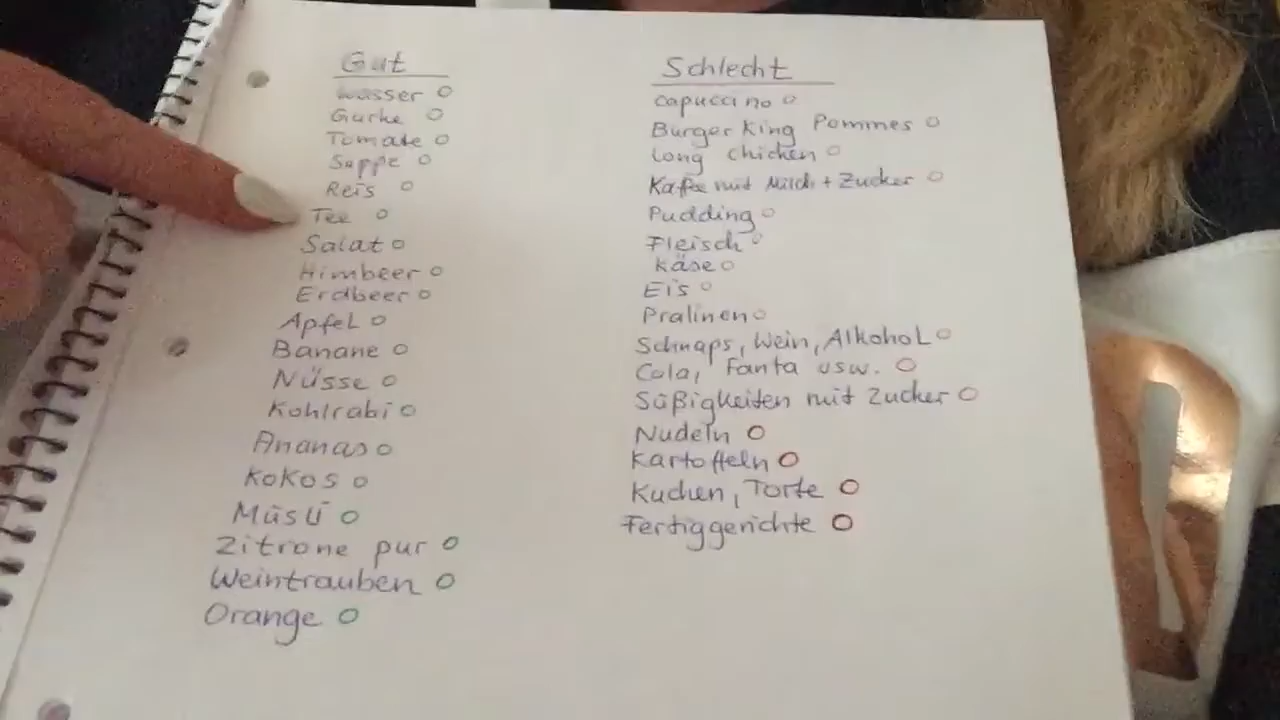 Gut
Wasser
Gurke
Tomate
Suppe
Reis
Tee
Salat
Himbeer
Erdbeer
Apfel
Banane
Nüsse
Kohlrabi
Ananas
Kokos
Müsli
Zitrone pur
Weintrauben
Orange
Schlecht
Capuccino
Burger King Pommes
Long chicken
Kaffee mit Milch + Zucker
Pudding
Fleisch
Käse
Eis
Pralinen
Schnaps, Wein, Alkohol
Cola, Fanta usw.
Süßigkeiten mit Zucker
Nudeln
Kartoffeln
Kuchen, Torte
Fertiggerichte